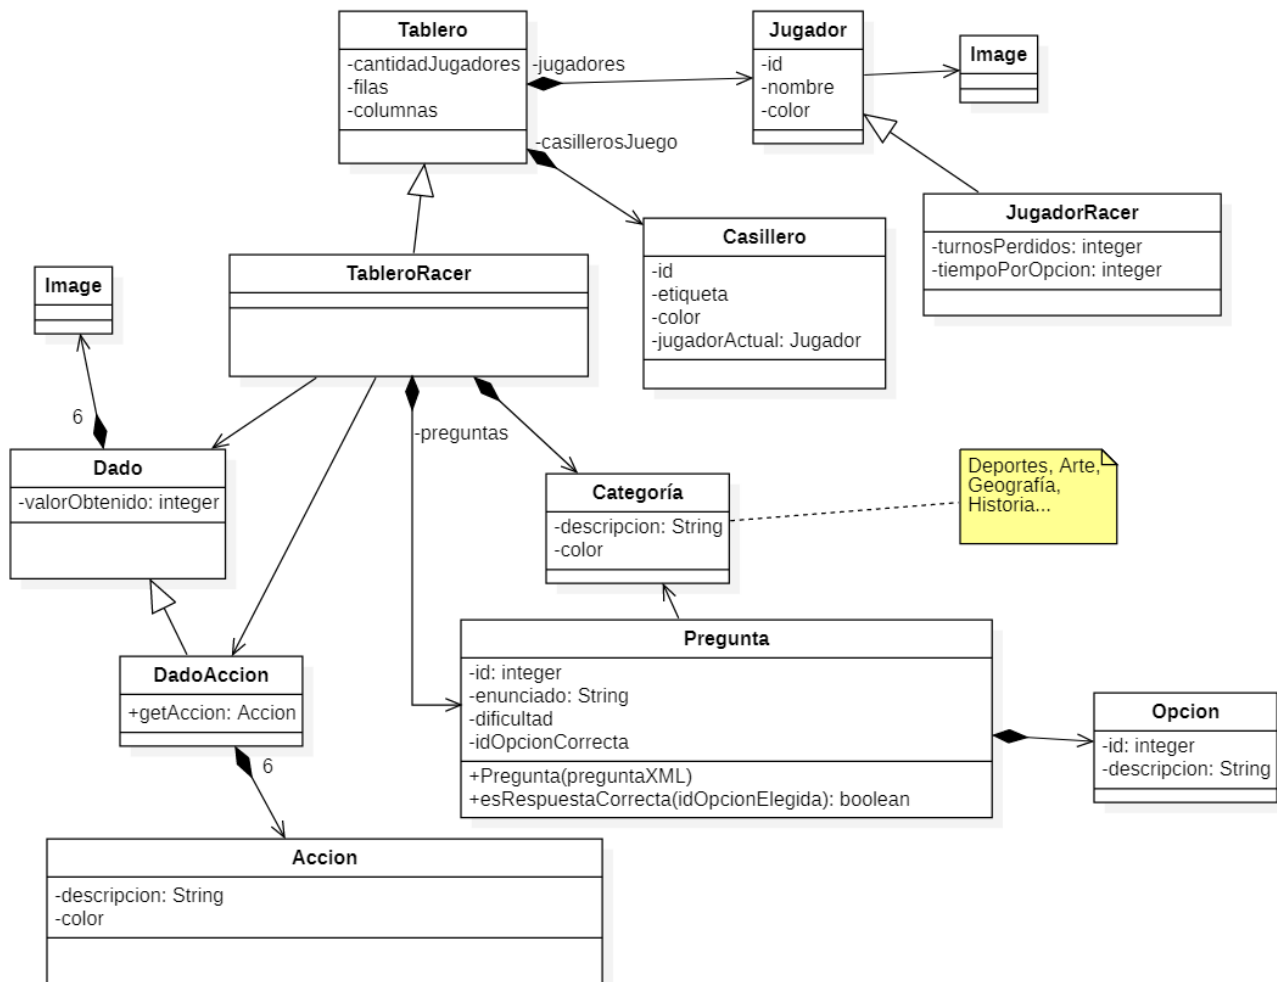 Tablero
-cantidadJugadores
-filas
-columnas
-jugadores
Jugador
-id
-nombre
-color
Image
-casillerosJuego
JugadorRacer
-turnosPerdidos: integer
-tiempoPorOpcion: integer
Casillero
-id
-etiqueta
-color
-jugadorActual: Jugador
TableroRacer
Image
6
-preguntas
Dado
-valorObtenido: integer
Categoría
-descripcion: String
-color
Deportes, Arte,
Geografía,
Historia...
DadoAccion
+getAccion: Accion
6
Pregunta
-id: integer
-enunciado: String
-dificultad
-idOpcionCorrecta
+Pregunta(preguntaXML)
+esRespuestaCorrecta(idOpcionElegida): boolean
Opcion
-id: integer
-descripcion: String
Accion
-descripcion: String
-color